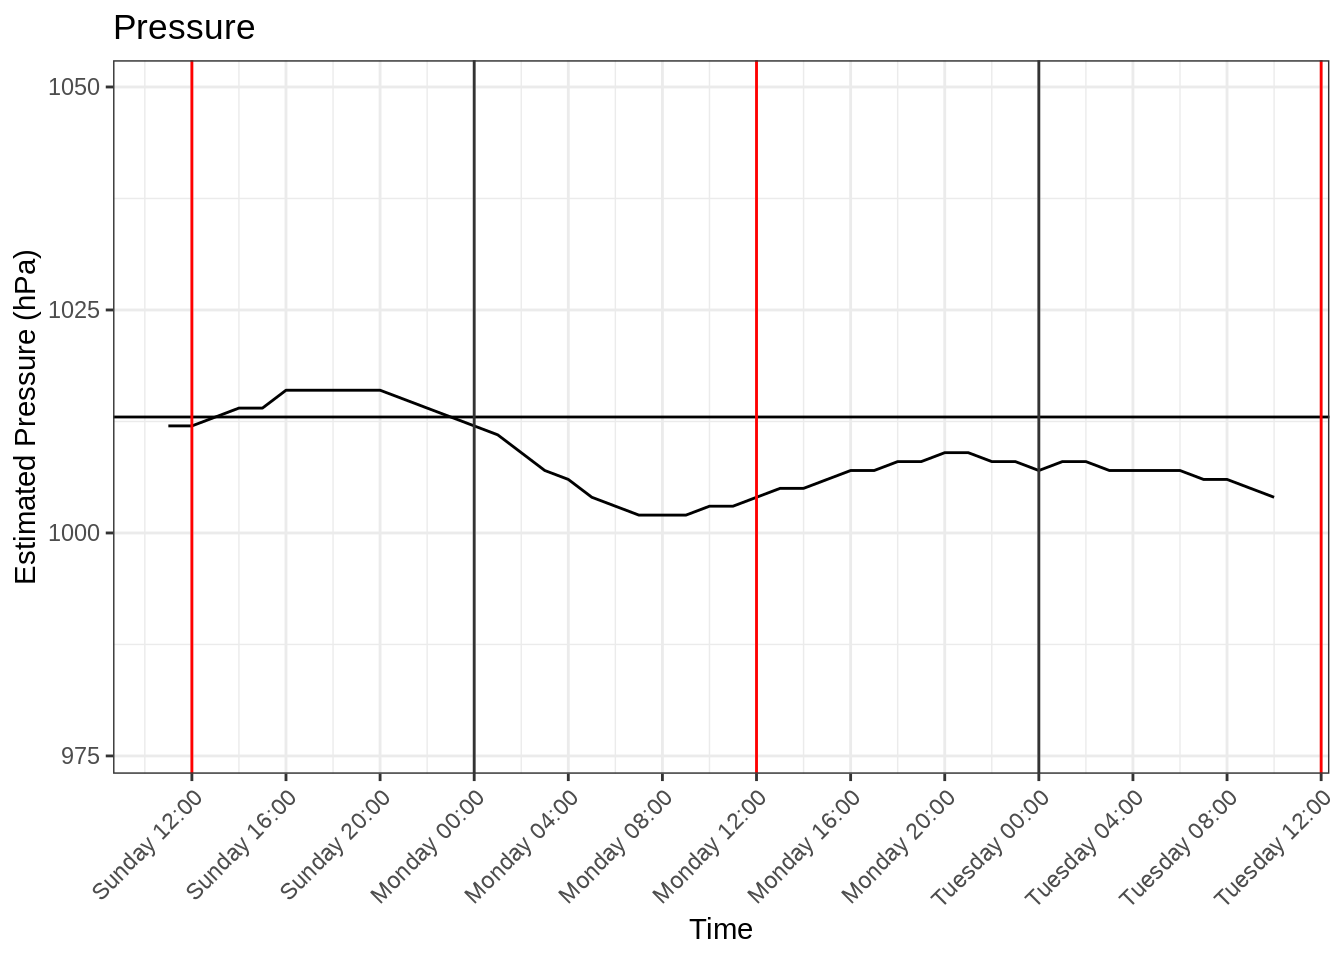 Pressure
Estimated Pressure (hPa)
1050
1025
1000
975
Sunday 12:00
Sunday 16:00
Sunday 20:00
Monday 00:00
Monday 04:00
Monday 08:00
Monday 12:00
Monday 16:00
Monday 20:00
Tuesday 00:00
Tuesday 04:00
Tuesday 08:00
Tuesday 12:00
Time